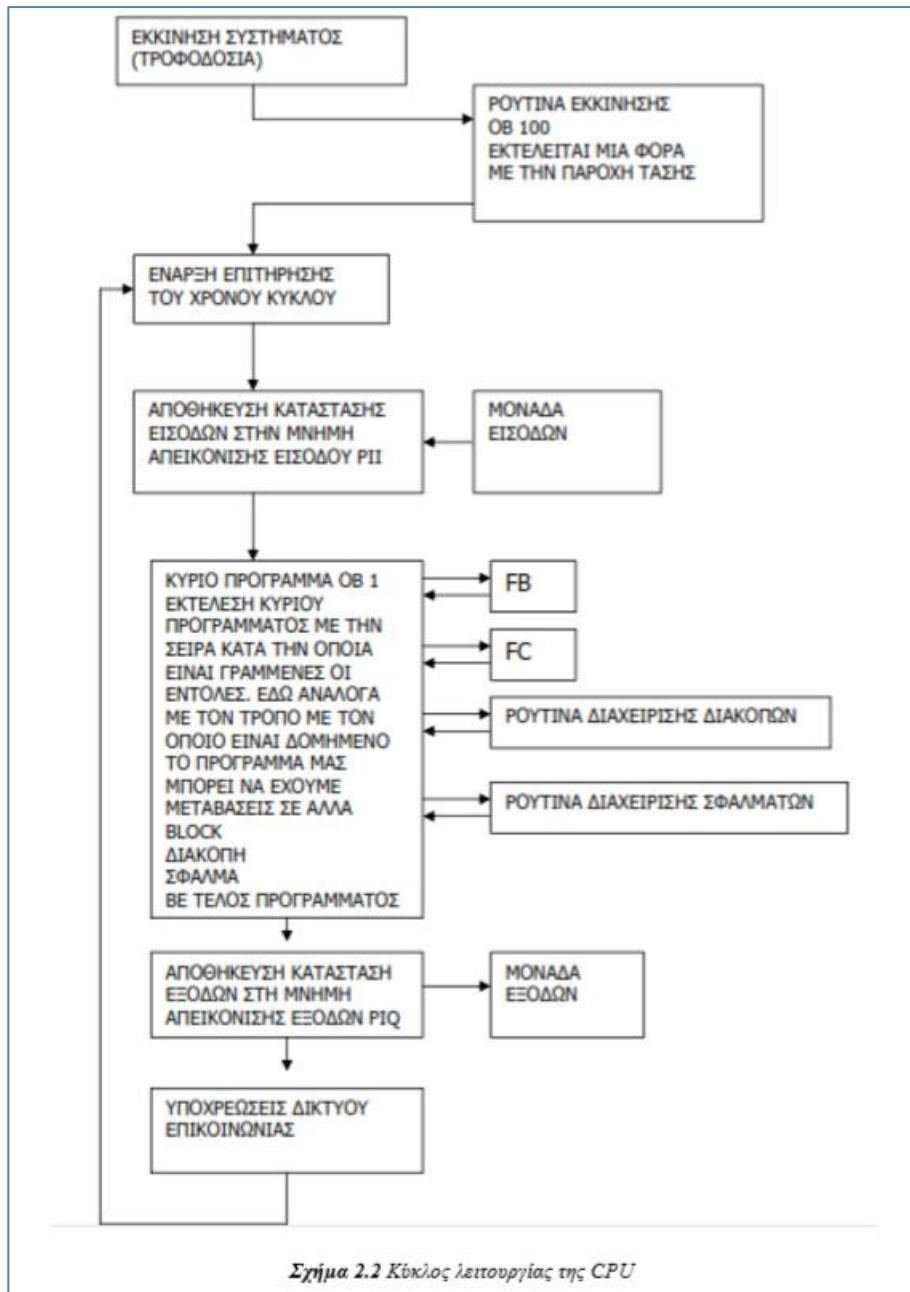 ΕΚΚΙΝΗΣΗ ΣΥΣΤΗΜΑΤΟΣ
(ΤΡΟΦΟΔΟΣΙΑ)
ΡΟΥΤΙΝΑ ΕΚΚΙΝΗΣΗΣ
ΟΒ 100
ΕΚΤΕΛΕΙΤΑΙ ΜΙΑ ΦΟΡΑ
ΜΕ ΤΗΝ ΠΑΡΟΧΗ ΤΑΣΗΣ
ΕΝΑΡΞΗ ΕΠΙΤΗΡΗΣΗΣ
ΤΟΥ ΧΡΟΝΟΥ ΚΥΚΛΟΥ
ΑΠΟΘΗΚΕΥΣΗ ΚΑΤΑΣΤΑΣΗΣ
ΕΙΣΟΔΩΝ ΣΤΗΝ ΜΝΗΜΗ
ΑΠΕΙΚΟΝΙΣΗΣ ΕΙΣΟΔΟΥ PII
ΜΟΝΑΔΑ
ΕΙΣΟΔΩΝ
ΚΥΡΙΟ ΠΡΟΓΡΑΜΜΑ ΟΒ 1
ΕΚΤΕΛΕΣΗ ΚΥΡΙΟΥ
ΠΡΟΓΡΑΜΜΑΤΟΣ ΜΕ ΤΗΝ
ΣΕΙΡΑ ΚΑΤΑ ΤΗΝ ΟΠΟΙΑ
ΕΙΝΑΙ ΓΡΑΜΜΕΝΕΣ ΟΙ
ΕΝΤΟΛΕΣ. ΕΔΩ ΑΝΑΛΟΓΑ
ΜΕ ΤΟΝ ΤΡΟΠΟ ΜΕ ΤΟΝ
ΟΠΟΙΟ ΕΙΝΑΙ ΔΟΜΗΜΕΝΟ
ΤΟ ΠΡΟΓΡΑΜΜΑ ΜΑΣ
ΜΠΟΡΕΙ ΝΑ ΕΧΟΥΜΕ
ΜΕΤΑΒΑΣΕΙΣ ΣΕ ΑΛΛΑ
BLOCK
ΔΙΑΚΟΠΗ
ΣΦΑΛΜΑ
ΒΕ ΤΕΛΟΣ ΠΡΟΓΡΑΜΜΑΤΟΣ
FB
FC
ΡΟΥΤΙΝΑ ΔΙΑΧΕΙΡΙΣΗΣ ΔΙΑΚΟΠΩΝ
ΡΟΥΤΙΝΑ ΔΙΑΧΕΙΡΙΣΗΣ ΣΦΑΛΜΑΤΩΝ
ΑΠΟΘΗΚΕΥΣΗ ΚΑΤΑΣΤΑΣΗ
ΕΞΟΔΩΝ ΣΤΗ ΜΝΗΜΗ
ΑΠΕΙΚΟΝΙΣΗΣ ΕΞΟΔΩΝ PIQ
ΜΟΝΑΔΑ
ΕΞΟΔΩΝ
ΥΠΟΧΡΕΩΣΕΙΣ ΔΙΚΤΥΟΥ
ΕΠΙΚΟΙΝΩΝΙΑΣ
Σχήμα 2.2 Κύκλος λειτουργίας της CPU